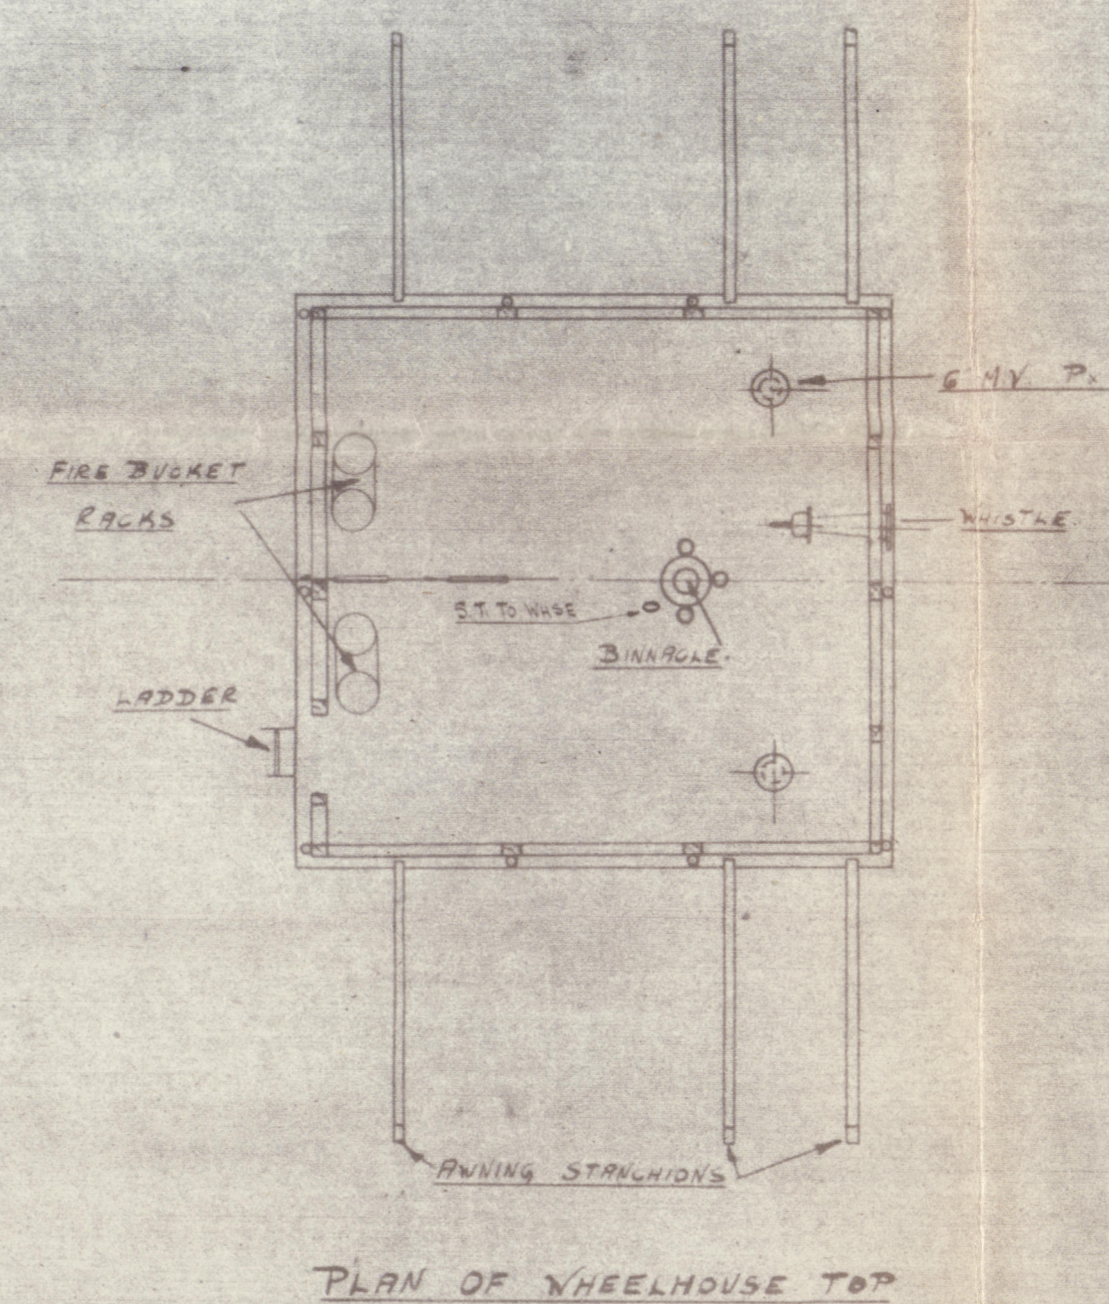 6 M.V. P
FIRE BUCKET
RACKS
WHISTLE
S.T. TO WHSE
BINNACLE.
LADDER
AWNING STANCHIONS
PLAN OF WHEELHOUSE TOP